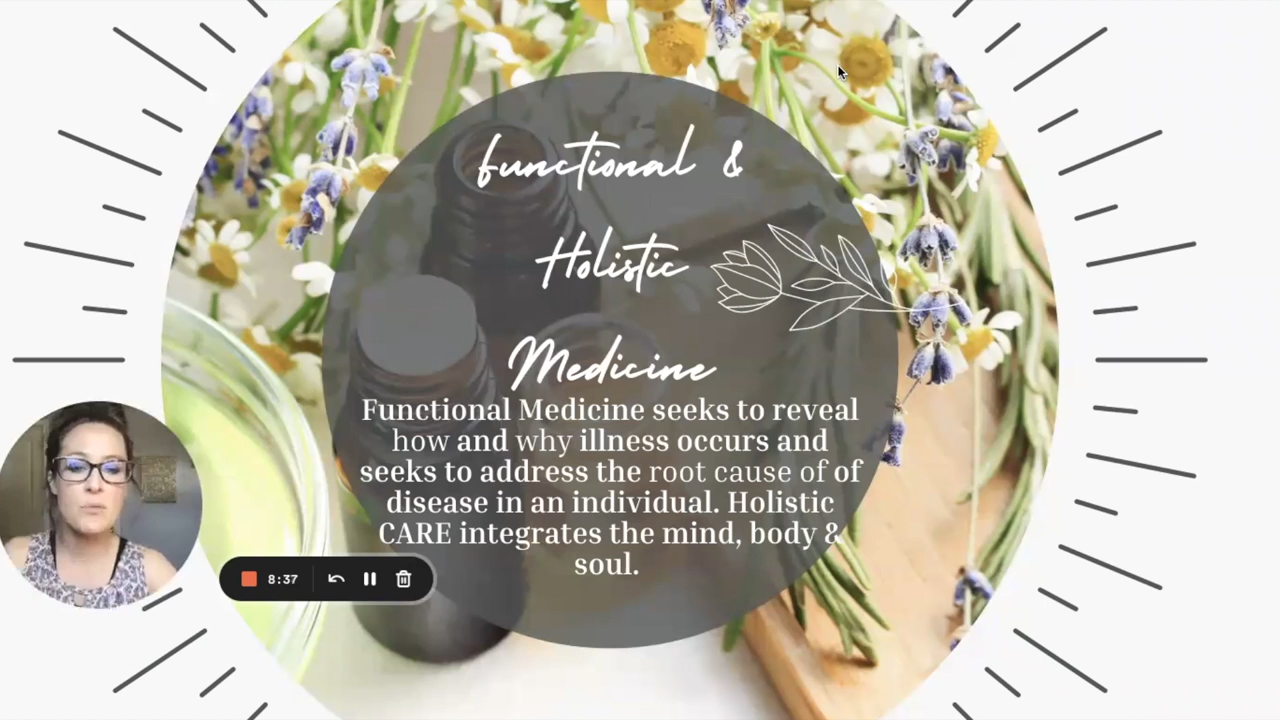 functional &
Holistic
Medicine
Functional Medicine seeks to reveal
how and why illness occurs and
seeks to address the root cause of of
disease in an individual. Holistic
CARE integrates the mind, body &
soul.
8:37